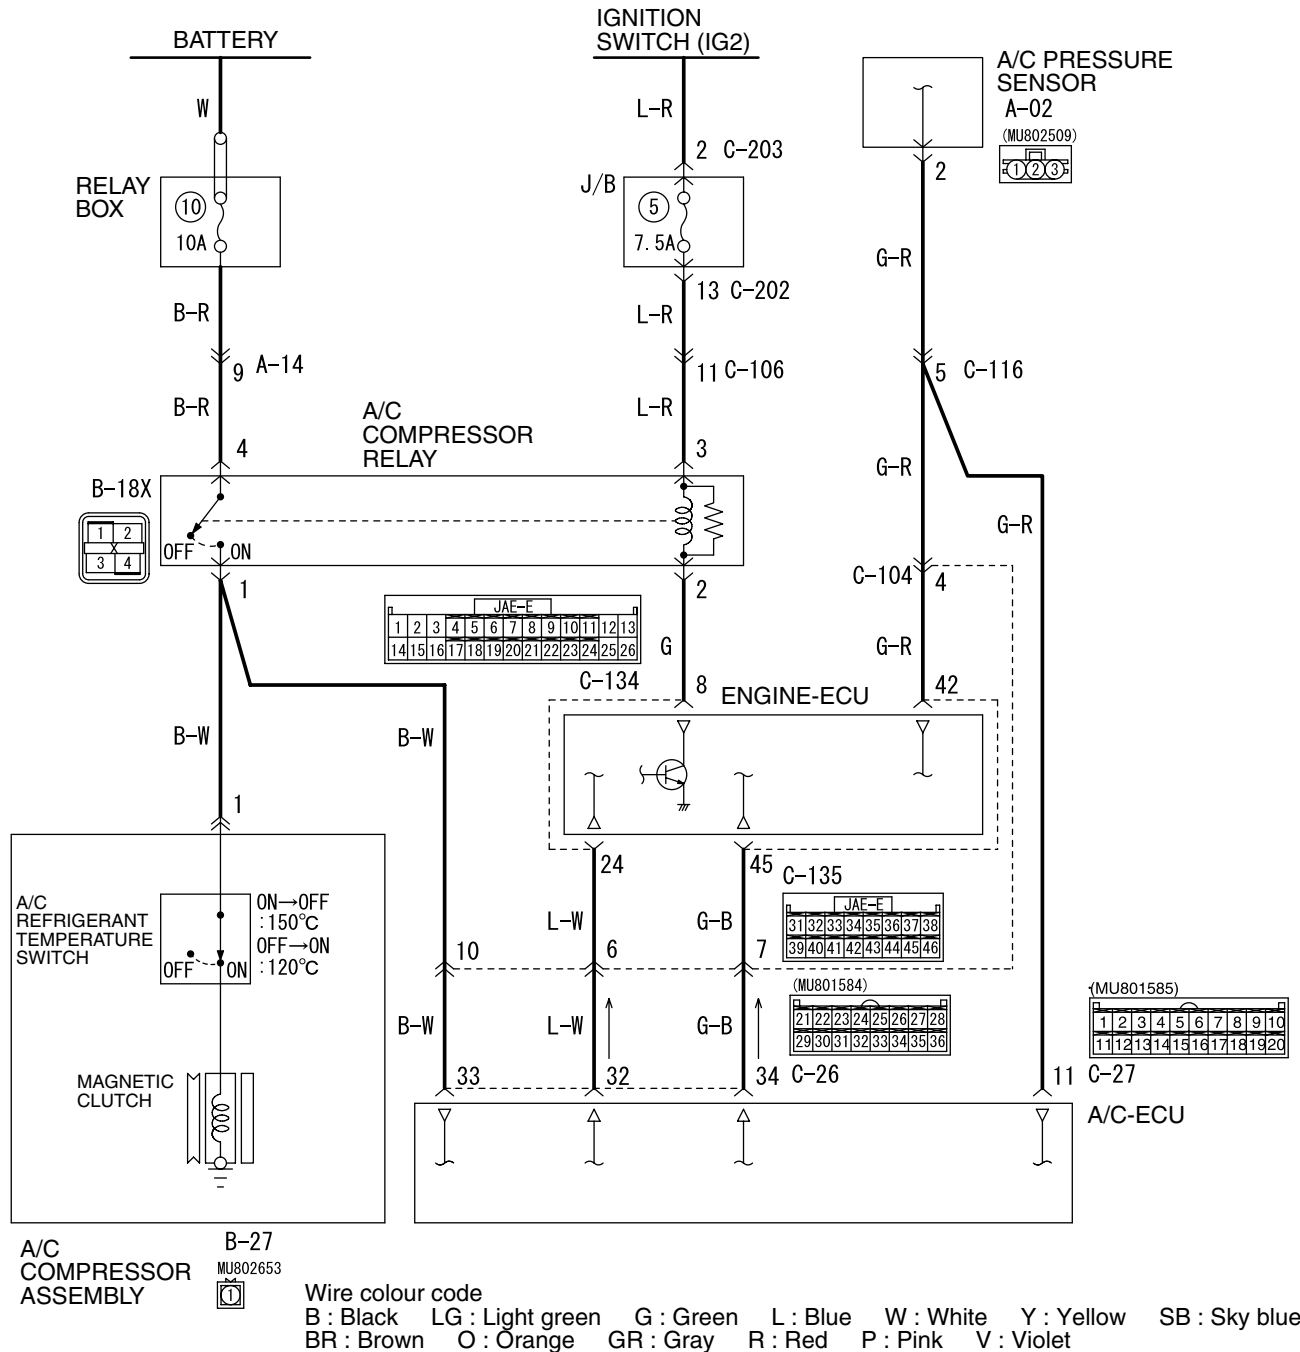 BATTERY
IGNITION
SWITCH (IG2)
A/C PRESSURE
SENSOR
A-02
(MU802509)
1 2 3
W
L-R
2 C-203
2
RELAY
BOX
10
10A
J/B
5
7.5A
G-R
13 C-202
B-R
L-R
9 A-14
11 C-106
5 C-116
B-R
L-R
A/C
COMPRESSOR
RELAY
4
3
G-R
B-18X
1 2
X
3 4
OFF
ON
G-R
C-104
4
1
2
JAE-E
1 2 3 4 5 6 7 8 9 10 11 12 13
14 15 16 17 18 19 20 21 22 23 24 25 26
G
G-R
C-134
8
ENGINE-ECU
42
B-W
B-W
1
24
45
C-135
JAE-E
31 32 33 34 35 36 37 38
39 40 41 42 43 44 45 46
A/C
REFRIGERANT
TEMPERATURE
SWITCH
ON→OFF
:150°C
OFF→ON
:120°C
OFF
ON
L-W
G-B
10
6
7
(MU801584)
21 22 23 24 25 26 27 28
29 30 31 32 33 34 35 36
(MU801585)
1 2 3 4 5 6 7 8 9 10
11 12 13 14 15 16 17 18 19 20
B-W
L-W
G-B
MAGNETIC
CLUTCH
33
32
34 C-26
11 C-27
A/C-ECU
A/C
COMPRESSOR
ASSEMBLY
B-27
MU802653
1
Wire colour code
B : Black LG : Light green G : Green L : Blue W : White Y : Yellow SB : Sky blue
BR : Brown O : Orange GR : Gray R : Red P : Pink V : Violet